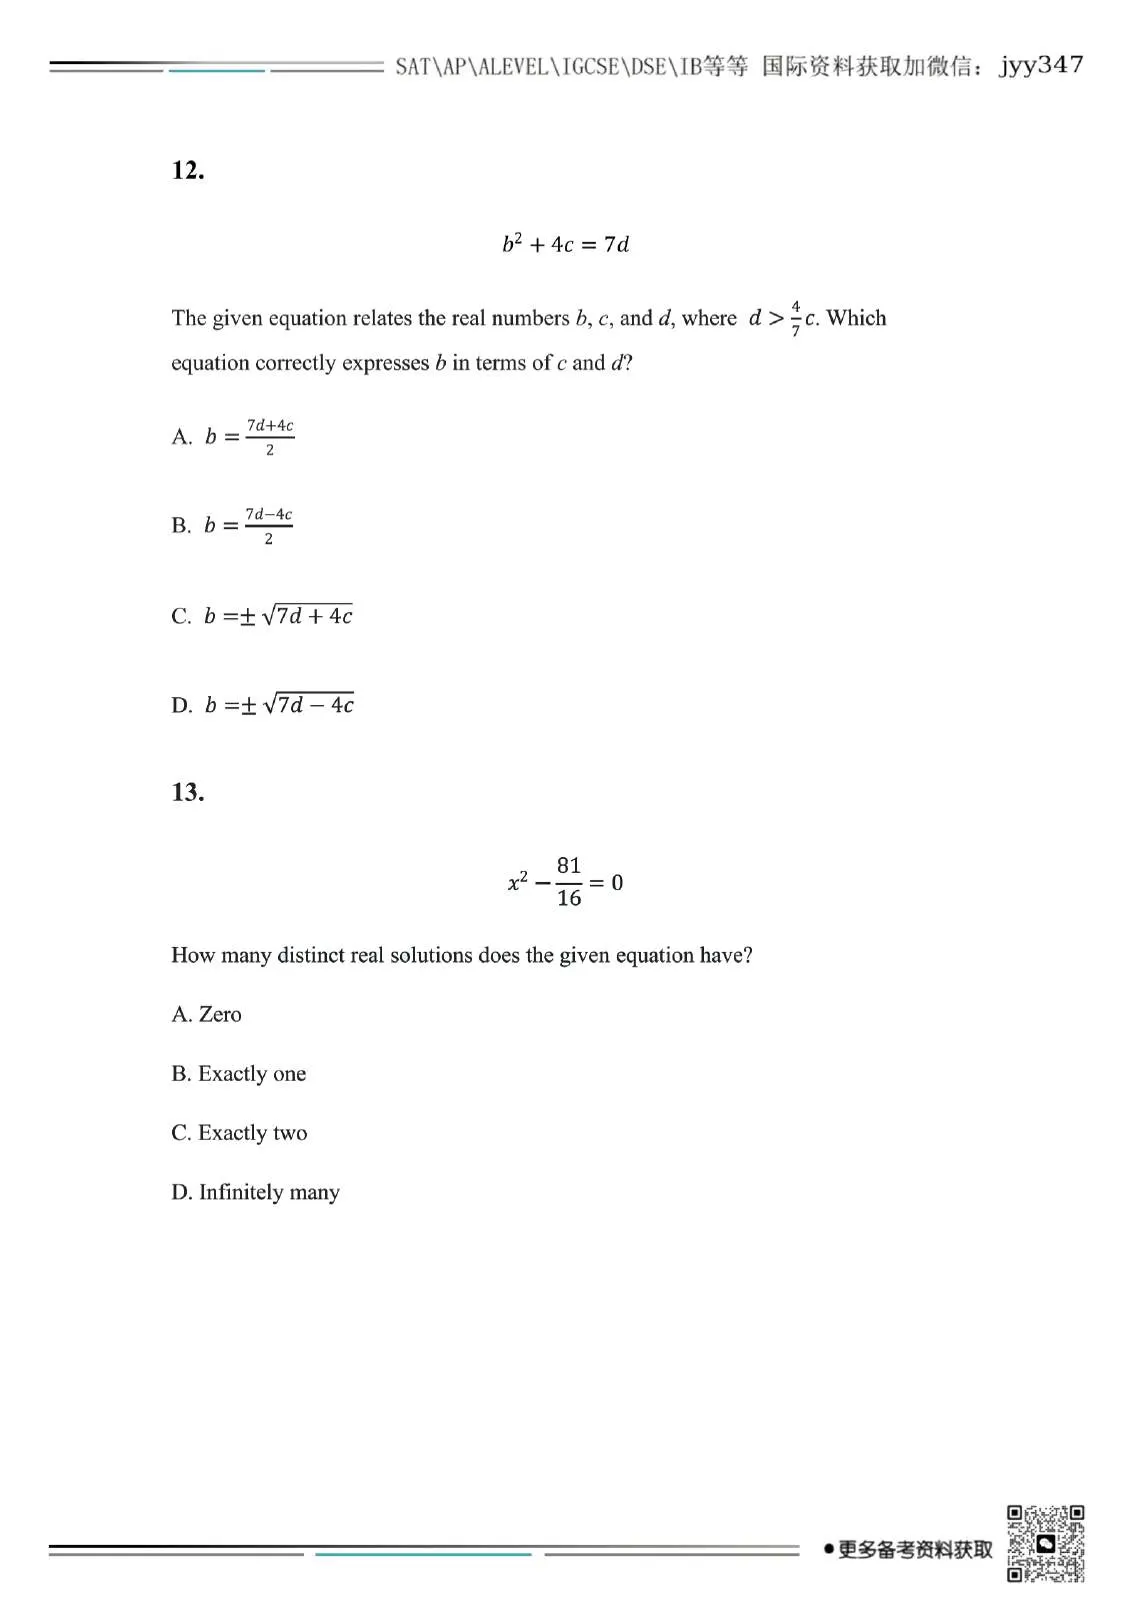 SAT\AP\ALEVEL\IGCSE\DSE\IB等等 国际资料获取加微信: jyy347
12.
b² + 4c = 7d
The given equation relates the real numbers b, c, and d, where d > 4/7 c. Which
equation correctly expresses b in terms of c and d?
A. b = (7d+4c)/2
B. b = (7d−4c)/2
C. b =± √(7d + 4c)
D. b =± √(7d − 4c)
13.
x² − 81/16 = 0
How many distinct real solutions does the given equation have?
A. Zero
B. Exactly one
C. Exactly two
D. Infinitely many
●更多备考资料获取